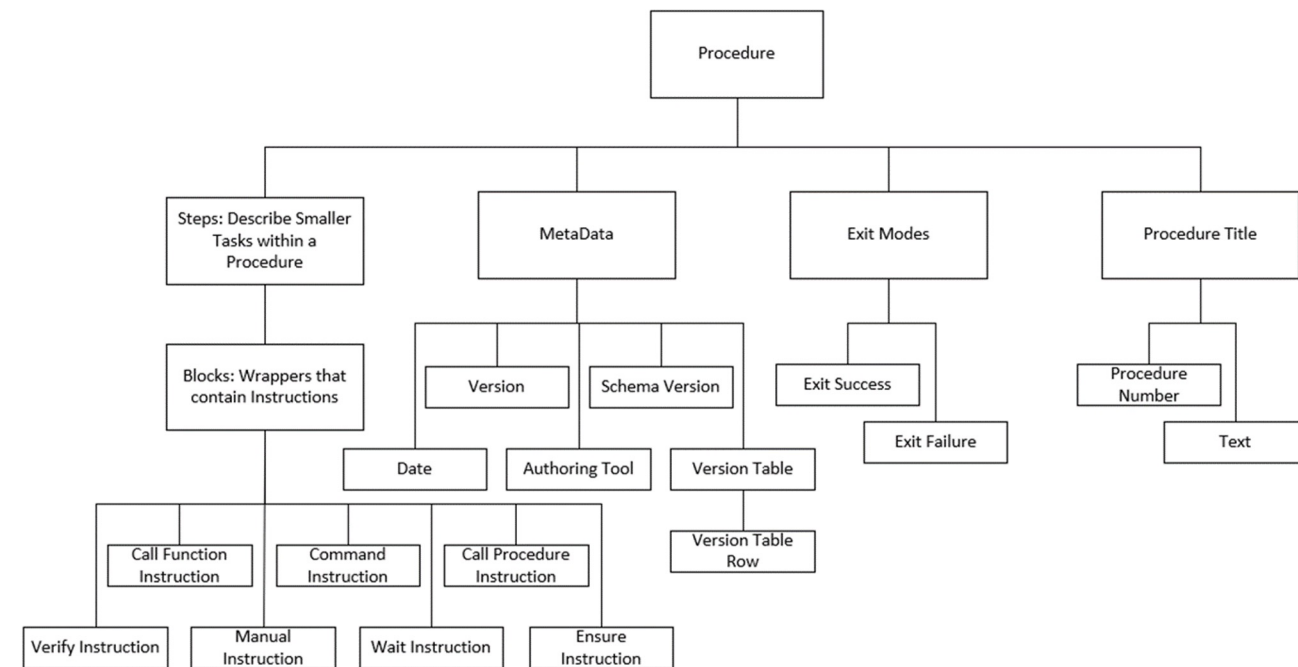 Procedure
Steps: Describe Smaller
Tasks within a
Procedure
MetaData
Exit Modes
Procedure Title
Blocks: Wrappers that
contain Instructions
Version
Schema Version
Exit Success
Procedure
Number
Date
Authoring Tool
Version Table
Exit Failure
Text
Version Table
Row
Call Function
Instruction
Command
Instruction
Call Procedure
Instruction
Verify Instruction
Manual
Instruction
Wait Instruction
Ensure
Instruction